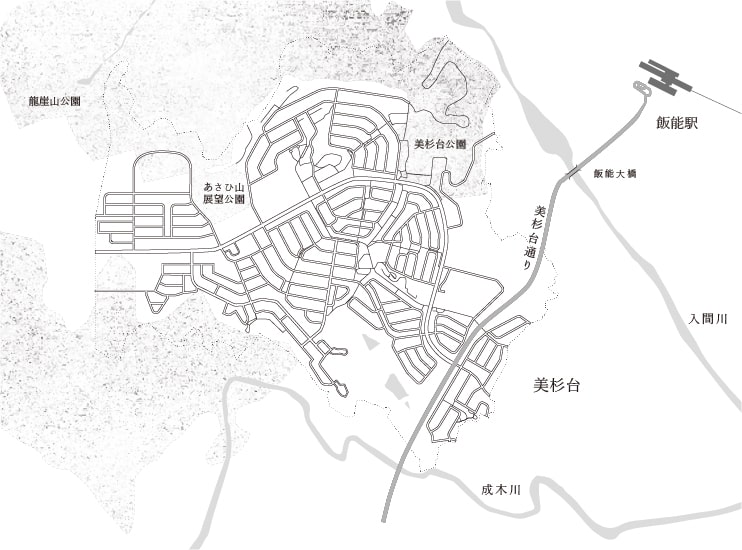 龍崖山公園
飯能駅
美杉台公園
飯能大橋
あさひ山
展望公園
美杉台通り
入間川
美杉台
成木川